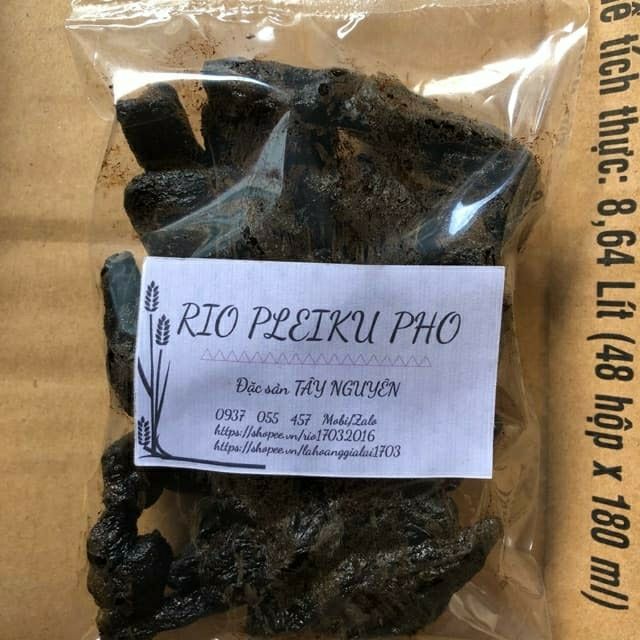 RIO PLEIKU PHO
Đặc sản TÂY NGUYÊN
0937 055 457 Mobi/Zalo
https://shopee.vn/rio17032016
https://shopee.vn/lahoanggialai1703
ể tích thực: 8,64 Lít (48 hộp x 180 ml)